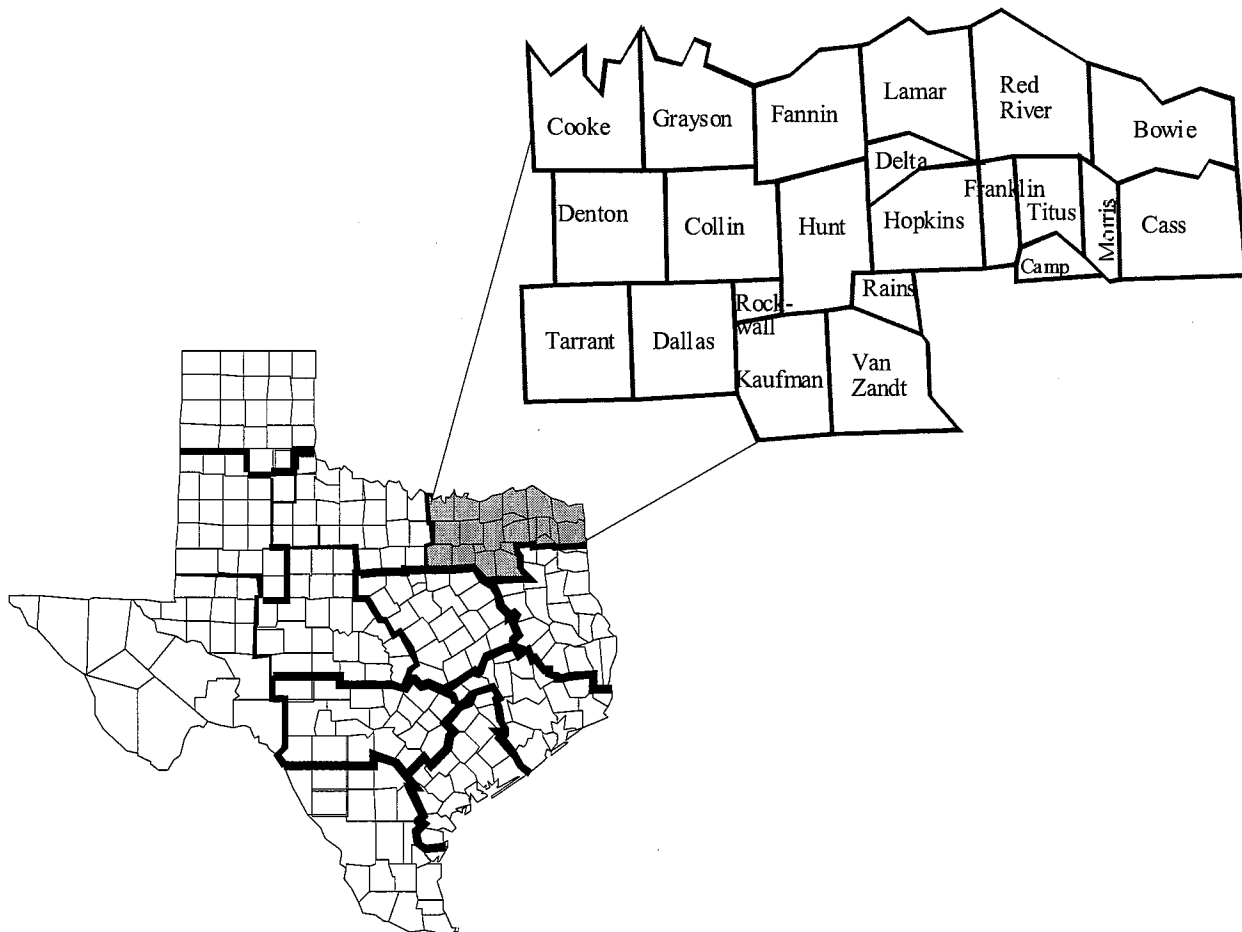 Cooke
Grayson
Fannin
Lamar
Red
River
Bowie
Delta
Franklin
Denton
Collin
Hunt
Hopkins
Titus
Morris
Cass
Camp
Rains
Rock-
wall
Tarrant
Dallas
Kaufman
Van
Zandt